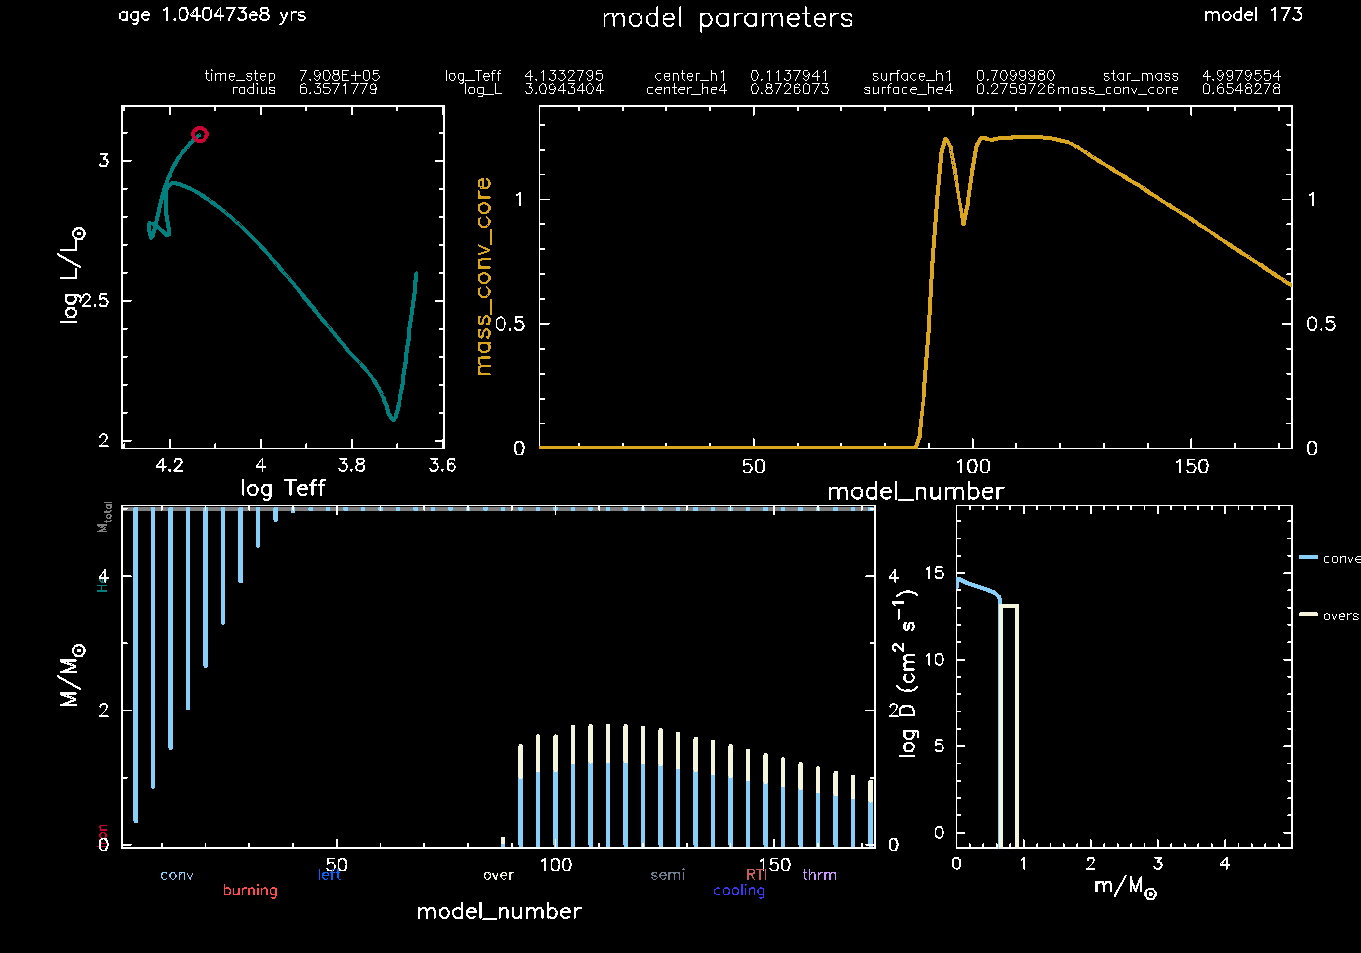 age 1.040473e8 yrs model parameters model 173
time_step 7.908E+05 log_Teff 4.1332795 center_h1 0.1137941 surface_h1 0.7099980 star_mass 4.9979554
radius 6.3571779 log_L 3.0943404 center_he4 0.8726073 surface_he4 0.2759726 mass_conv_core 0.6548278
3
2.5
2
log L/L⊙
4.2 4 3.8 3.6
log Teff
mass_conv_core
1
0.5
0
1
0.5
0
50 100 150
model_number
Mtotal
He
4
2
0
M/M⊙
4
2
0
50 100 150
conv left over semi RTI thrm
burning cooling
model_number
log D (cm² s⁻¹)
15
10
5
0
0 1 2 3 4
m/M⊙
conve
overs